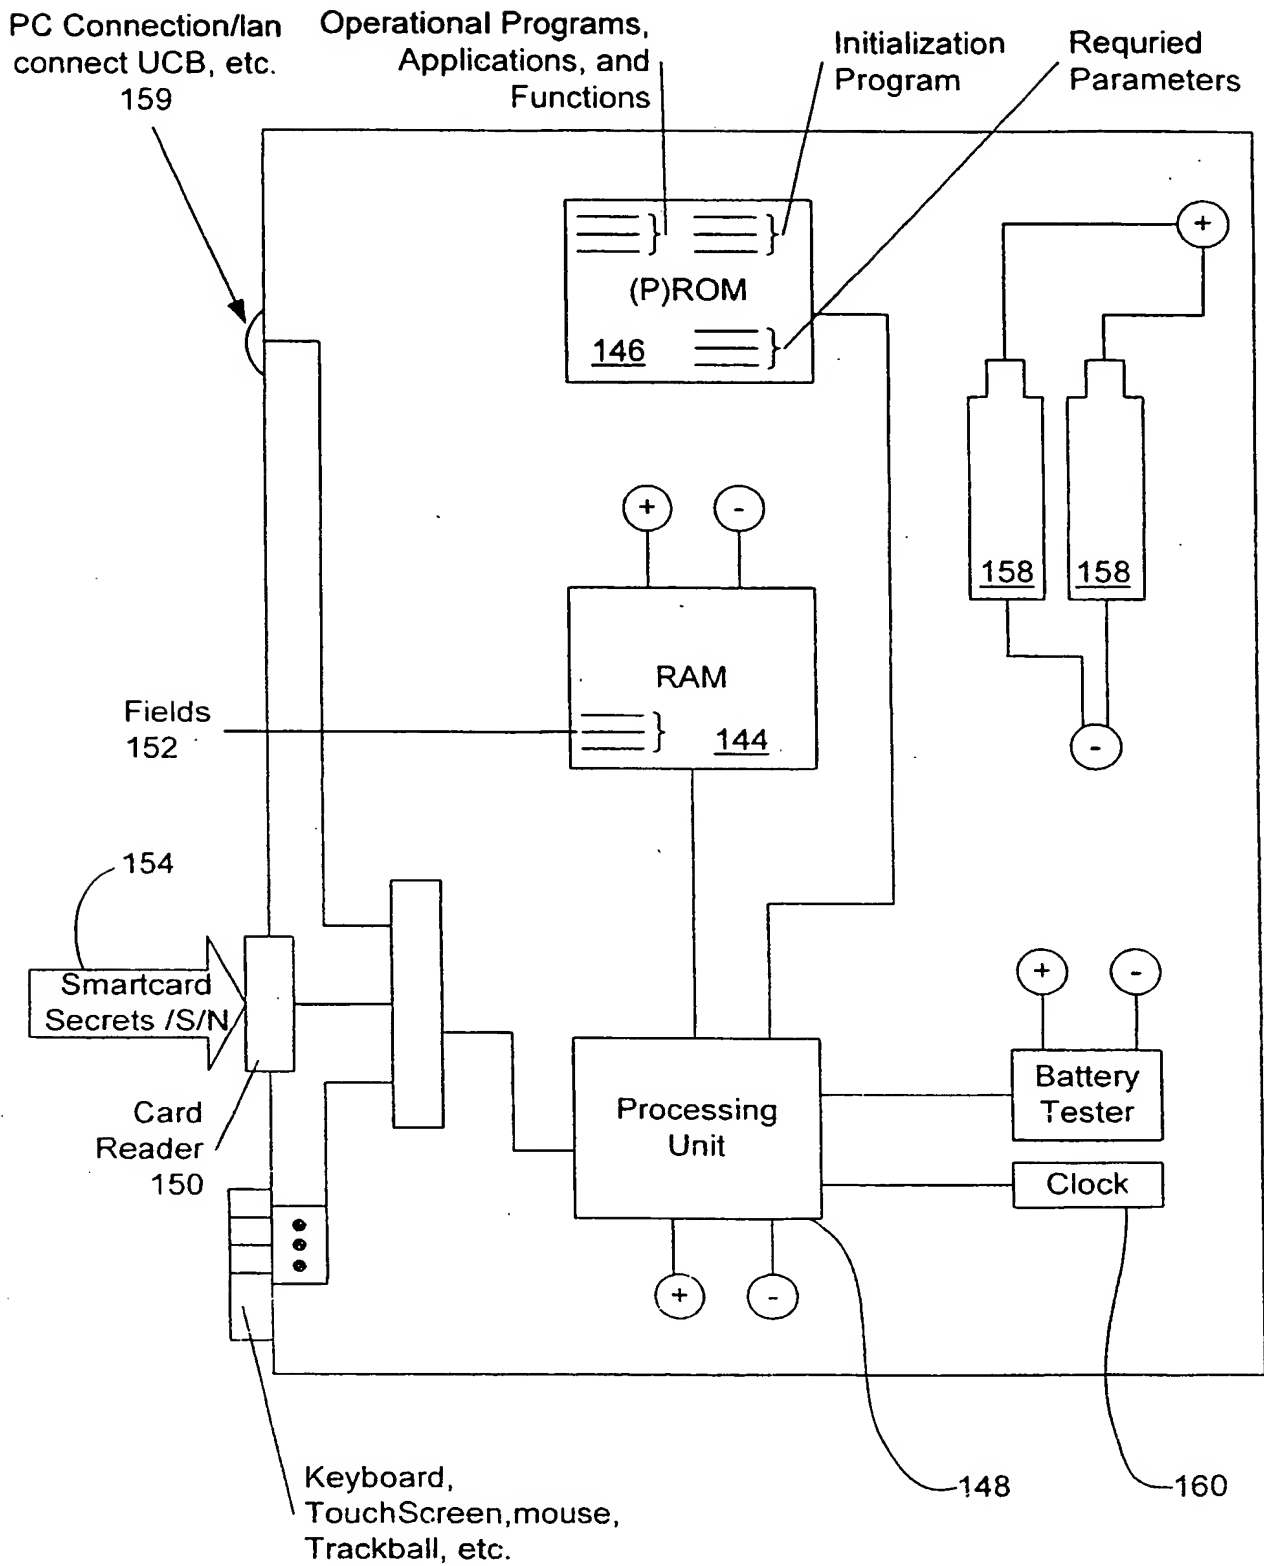 PC Connection/lan
connect UCB, etc.
159
Operational Programs,
Applications, and
Functions
Initialization
Program
Requried
Parameters
+
(P)ROM
146
+
-
158
158
RAM
Fields
152
144
-
154
Smartcard
Secrets /S/N
+
-
Card
Reader
150
Processing
Unit
Battery
Tester
Clock
+
-
148
160
Keyboard,
TouchScreen,mouse,
Trackball, etc.